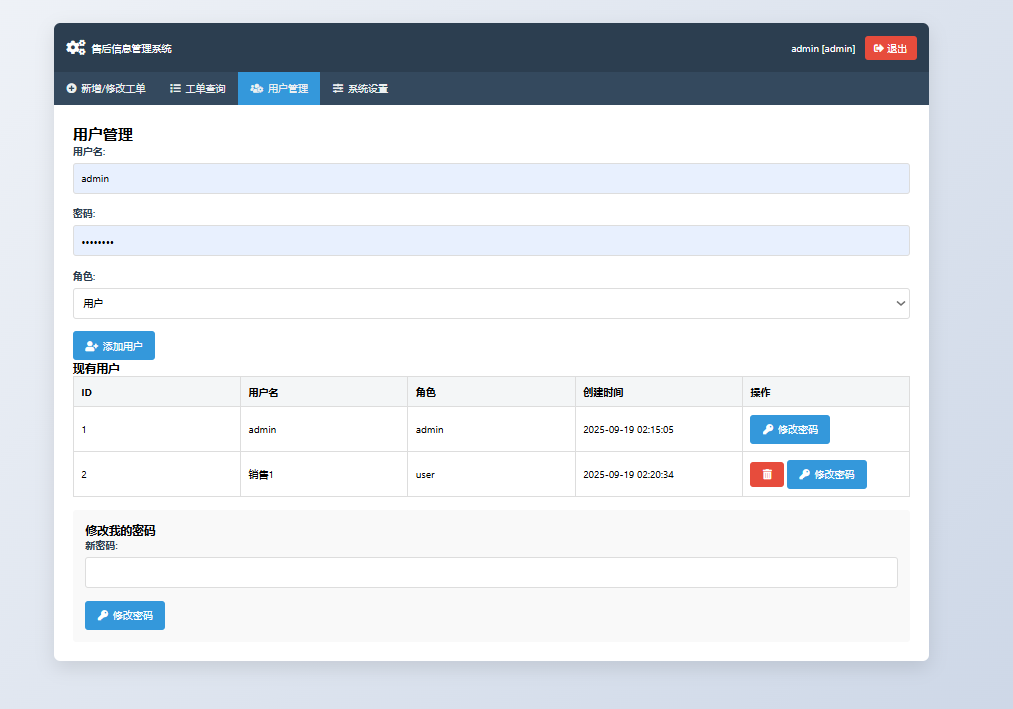 售后信息管理系统
admin [admin] 退出
新增/修改工单 工单查询 用户管理 系统设置
用户管理
用户名:
admin
密码:
••••••••
角色:
用户
添加用户
现有用户
ID 用户名 角色 创建时间 操作
1 admin admin 2025-09-19 02:15:05 修改密码
2 销售1 user 2025-09-19 02:20:34 修改密码
修改我的密码
新密码:
修改密码